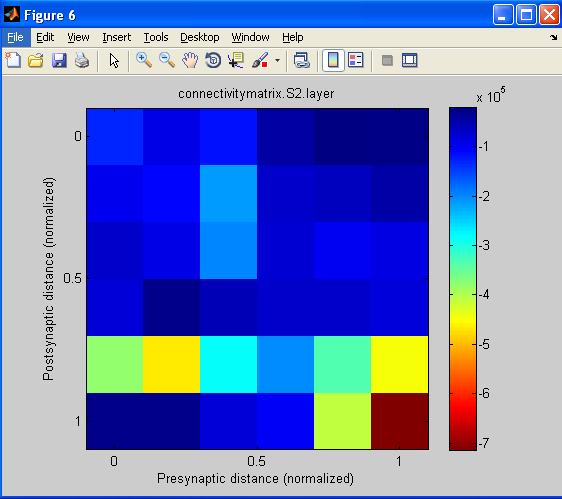 Figure 6
File Edit View Insert Tools Desktop Window Help
connectivitymatrix.S2.layer
x 10^5
0
0.5
1
Postsynaptic distance (normalized)
0 0.5 1
Presynaptic distance (normalized)
-1
-2
-3
-4
-5
-6
-7